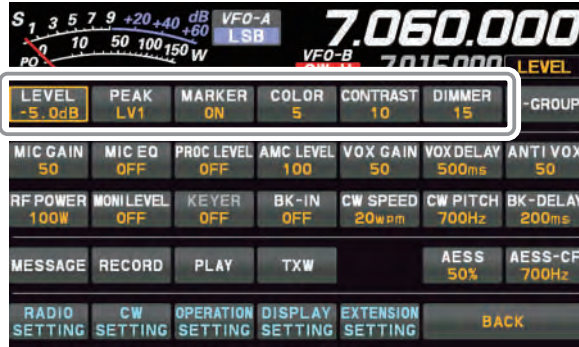 S 1 3 5 7 9 +20 +40 +60 dB VFO-A 7.060.000
LSB
PO 0 10 50 100 150 W VFO-B
LEVEL
LEVEL PEAK MARKER COLOR CONTRAST DIMMER -GROUP
-5.0dB LV1 ON 5 10 15
MIC GAIN MIC EQ PROC LEVEL AMC LEVEL VOX GAIN VOX DELAY ANTI VOX
50 OFF OFF 100 50 500ms 50
RF POWER MONI LEVEL KEYER BK-IN CW SPEED CW PITCH BK-DELAY
100W OFF OFF OFF 20wpm 700Hz 200ms
MESSAGE RECORD PLAY TXW AESS AESS-CF
50% 700Hz
RADIO CW OPERATION DISPLAY EXTENSION BACK
SETTING SETTING SETTING SETTING SETTING